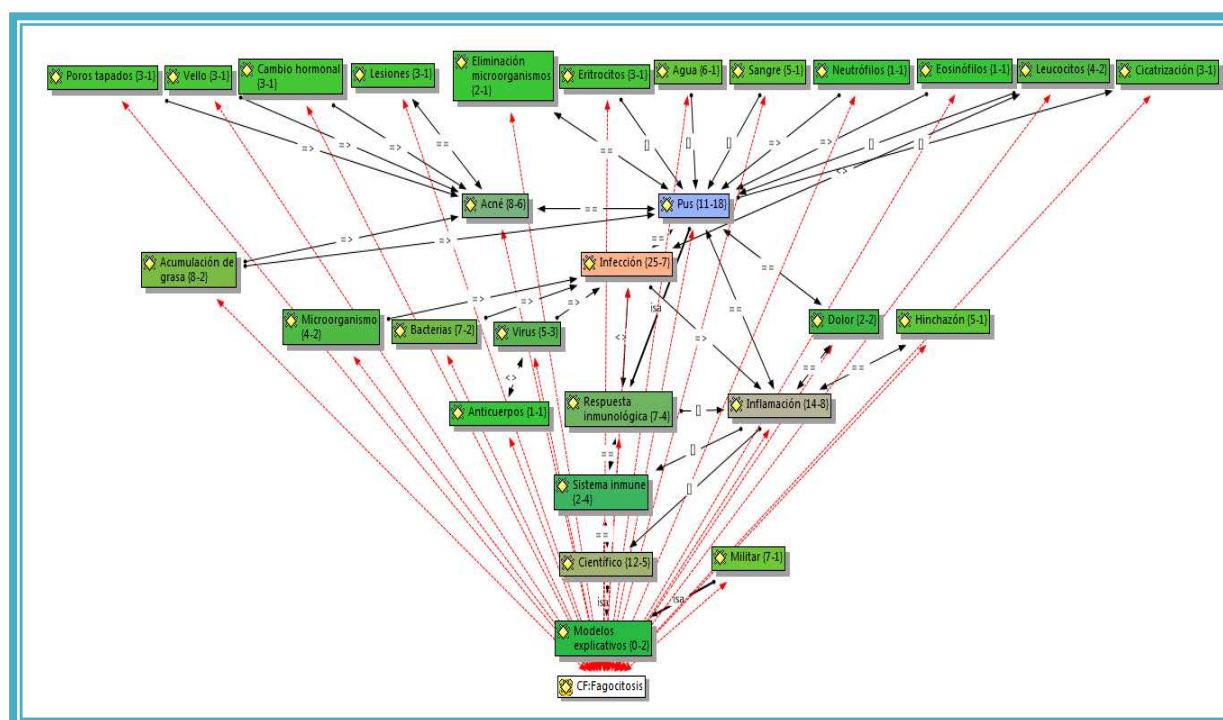 Poros tapados {3-1}
Vello {3-1}
Cambio hormonal
{3-1}
Lesiones {3-1}
Eliminación
microorganismos
{2-1}
Eritrocitos {3-1}
Agua {6-1}
Sangre {5-1}
Neutrófilos {1-1}
Eosinófilos {1-1}
Leucocitos {4-2}
Cicatrización {3-1}
=>
=>
=>
==
==
[]
[]
[]
=>
=>
[]
[]
<>
=>
Acné {8-6}
==
Pus {11-18}
=>
=>
==
Acumulación de
grasa {8-2}
Infección {25-7}
==
isa
==
Microorganismo
{4-2}
=>
Bacterias {7-2}
=>
Virus {5-3}
=>
Dolor {2-2}
Hinchazón {5-1}
<>
=>
==
==
<>
Anticuerpos {1-1}
Respuesta
inmunológica {7-4}
[]
Inflamación {14-8}
==
[]
[]
Sistema inmune
{2-4}
==
Científico {12-5}
Militar {7-1}
isa
isa
Modelos
explicativos {0-2}
CF:Fagocitosis